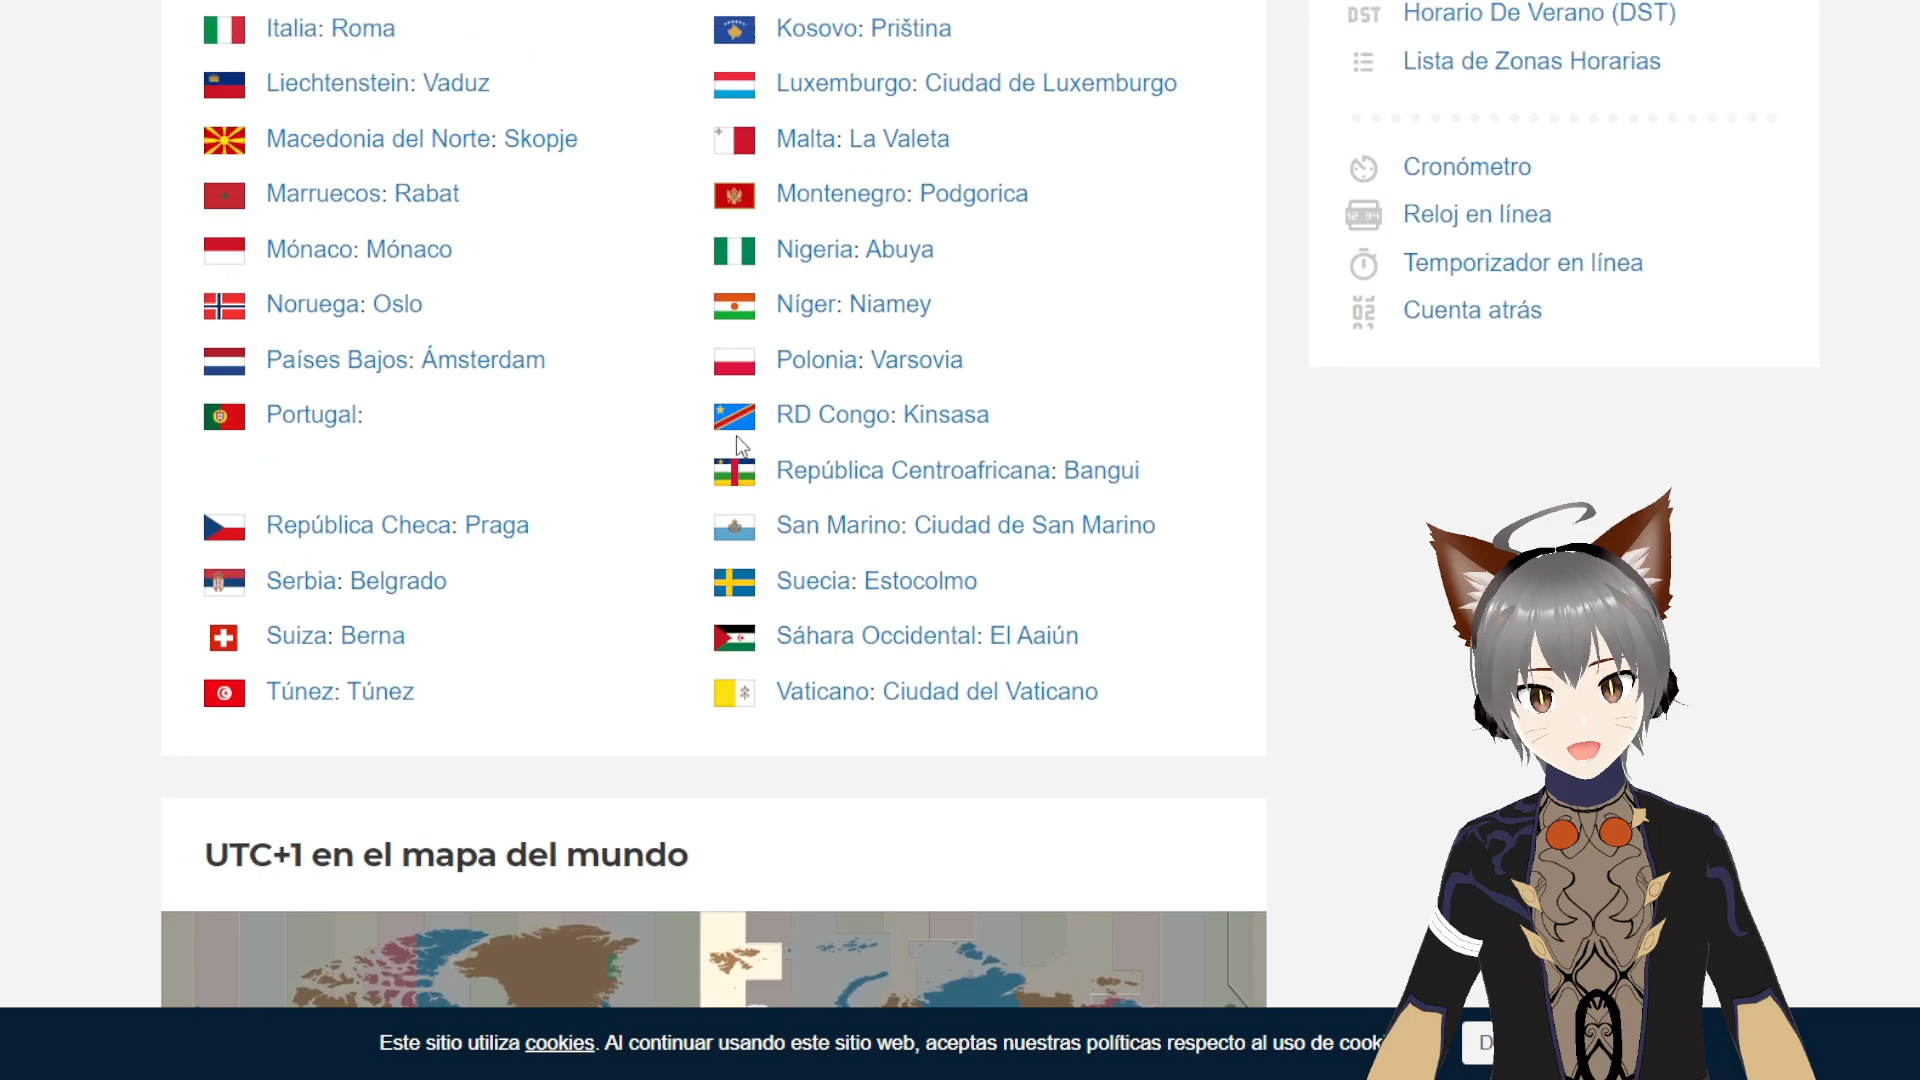 Italia: Roma
Kosovo: Priština
Liechtenstein: Vaduz
Luxemburgo: Ciudad de Luxemburgo
Macedonia del Norte: Skopje
Malta: La Valeta
Marruecos: Rabat
Montenegro: Podgorica
Mónaco: Mónaco
Nigeria: Abuya
Noruega: Oslo
Níger: Niamey
Países Bajos: Ámsterdam
Polonia: Varsovia
Portugal:
RD Congo: Kinsasa
República Centroafricana: Bangui
República Checa: Praga
San Marino: Ciudad de San Marino
Serbia: Belgrado
Suecia: Estocolmo
Suiza: Berna
Sáhara Occidental: El Aaiún
Túnez: Túnez
Vaticano: Ciudad del Vaticano
UTC+1 en el mapa del mundo
DST Horario De Verano (DST)
Lista de Zonas Horarias
Cronómetro
12:34 Reloj en línea
Temporizador en línea
02 Cuenta atrás
Este sitio utiliza cookies. Al continuar usando este sitio web, aceptas nuestras políticas respecto al uso de cook